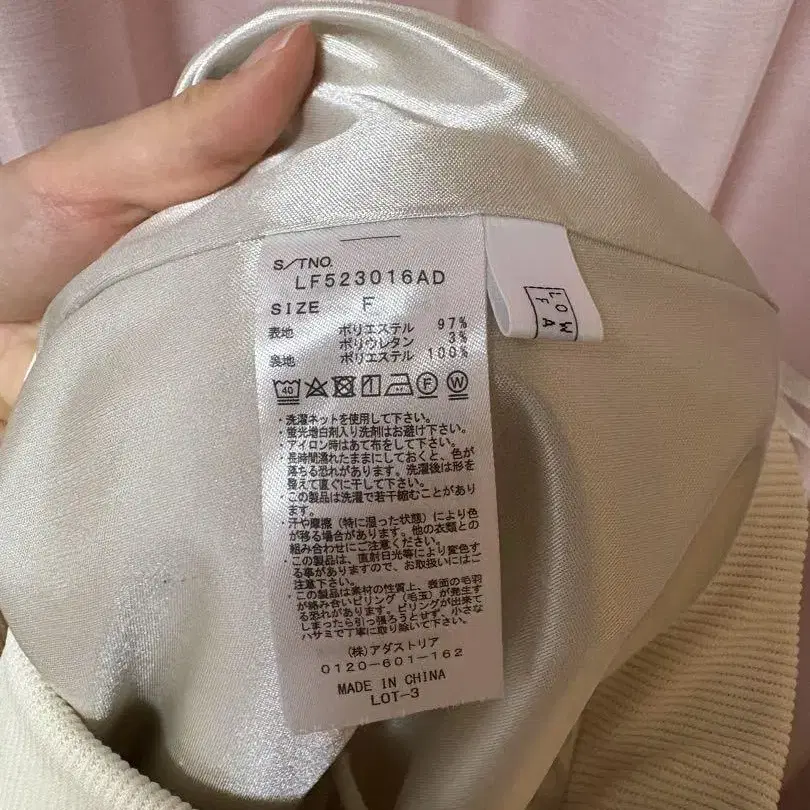 S/TNO.
LF523016AD
SIZE F
表地 ポリエステル 97%
ポリウレタン 3%
裏地 ポリエステル 100%
40 F W
・洗濯ネットを使用して下さい。
・蛍光増白剤入り洗剤はお避け下さい。
・アイロン時はあて布をして下さい。
・長時間濡れたままにしておくと、色が
落ちる恐れがあります。洗濯後は形を
整えて直ぐに干して下さい。
・この製品は洗濯で若干縮むことがあり
ます。
・汗や摩擦（特に湿った状態）により色
が移る場合があります。他の衣類との
組み合わせにご注意ください。
・この製品は、直射日光等により変色す
る事がありますので、お取扱いにはご
注意下さい。
・この製品は素材の性質上、表面の毛羽
が絡み合いピリング（毛玉）が発生す
る恐れがあります。ピリングが出来て
しまったら引っ張ろうとせず、小さな
ハサミで丁寧に取り除いて下さい。
(株)アダストリア
0120-601-162
MADE IN CHINA
LOT-3
LOW
FA